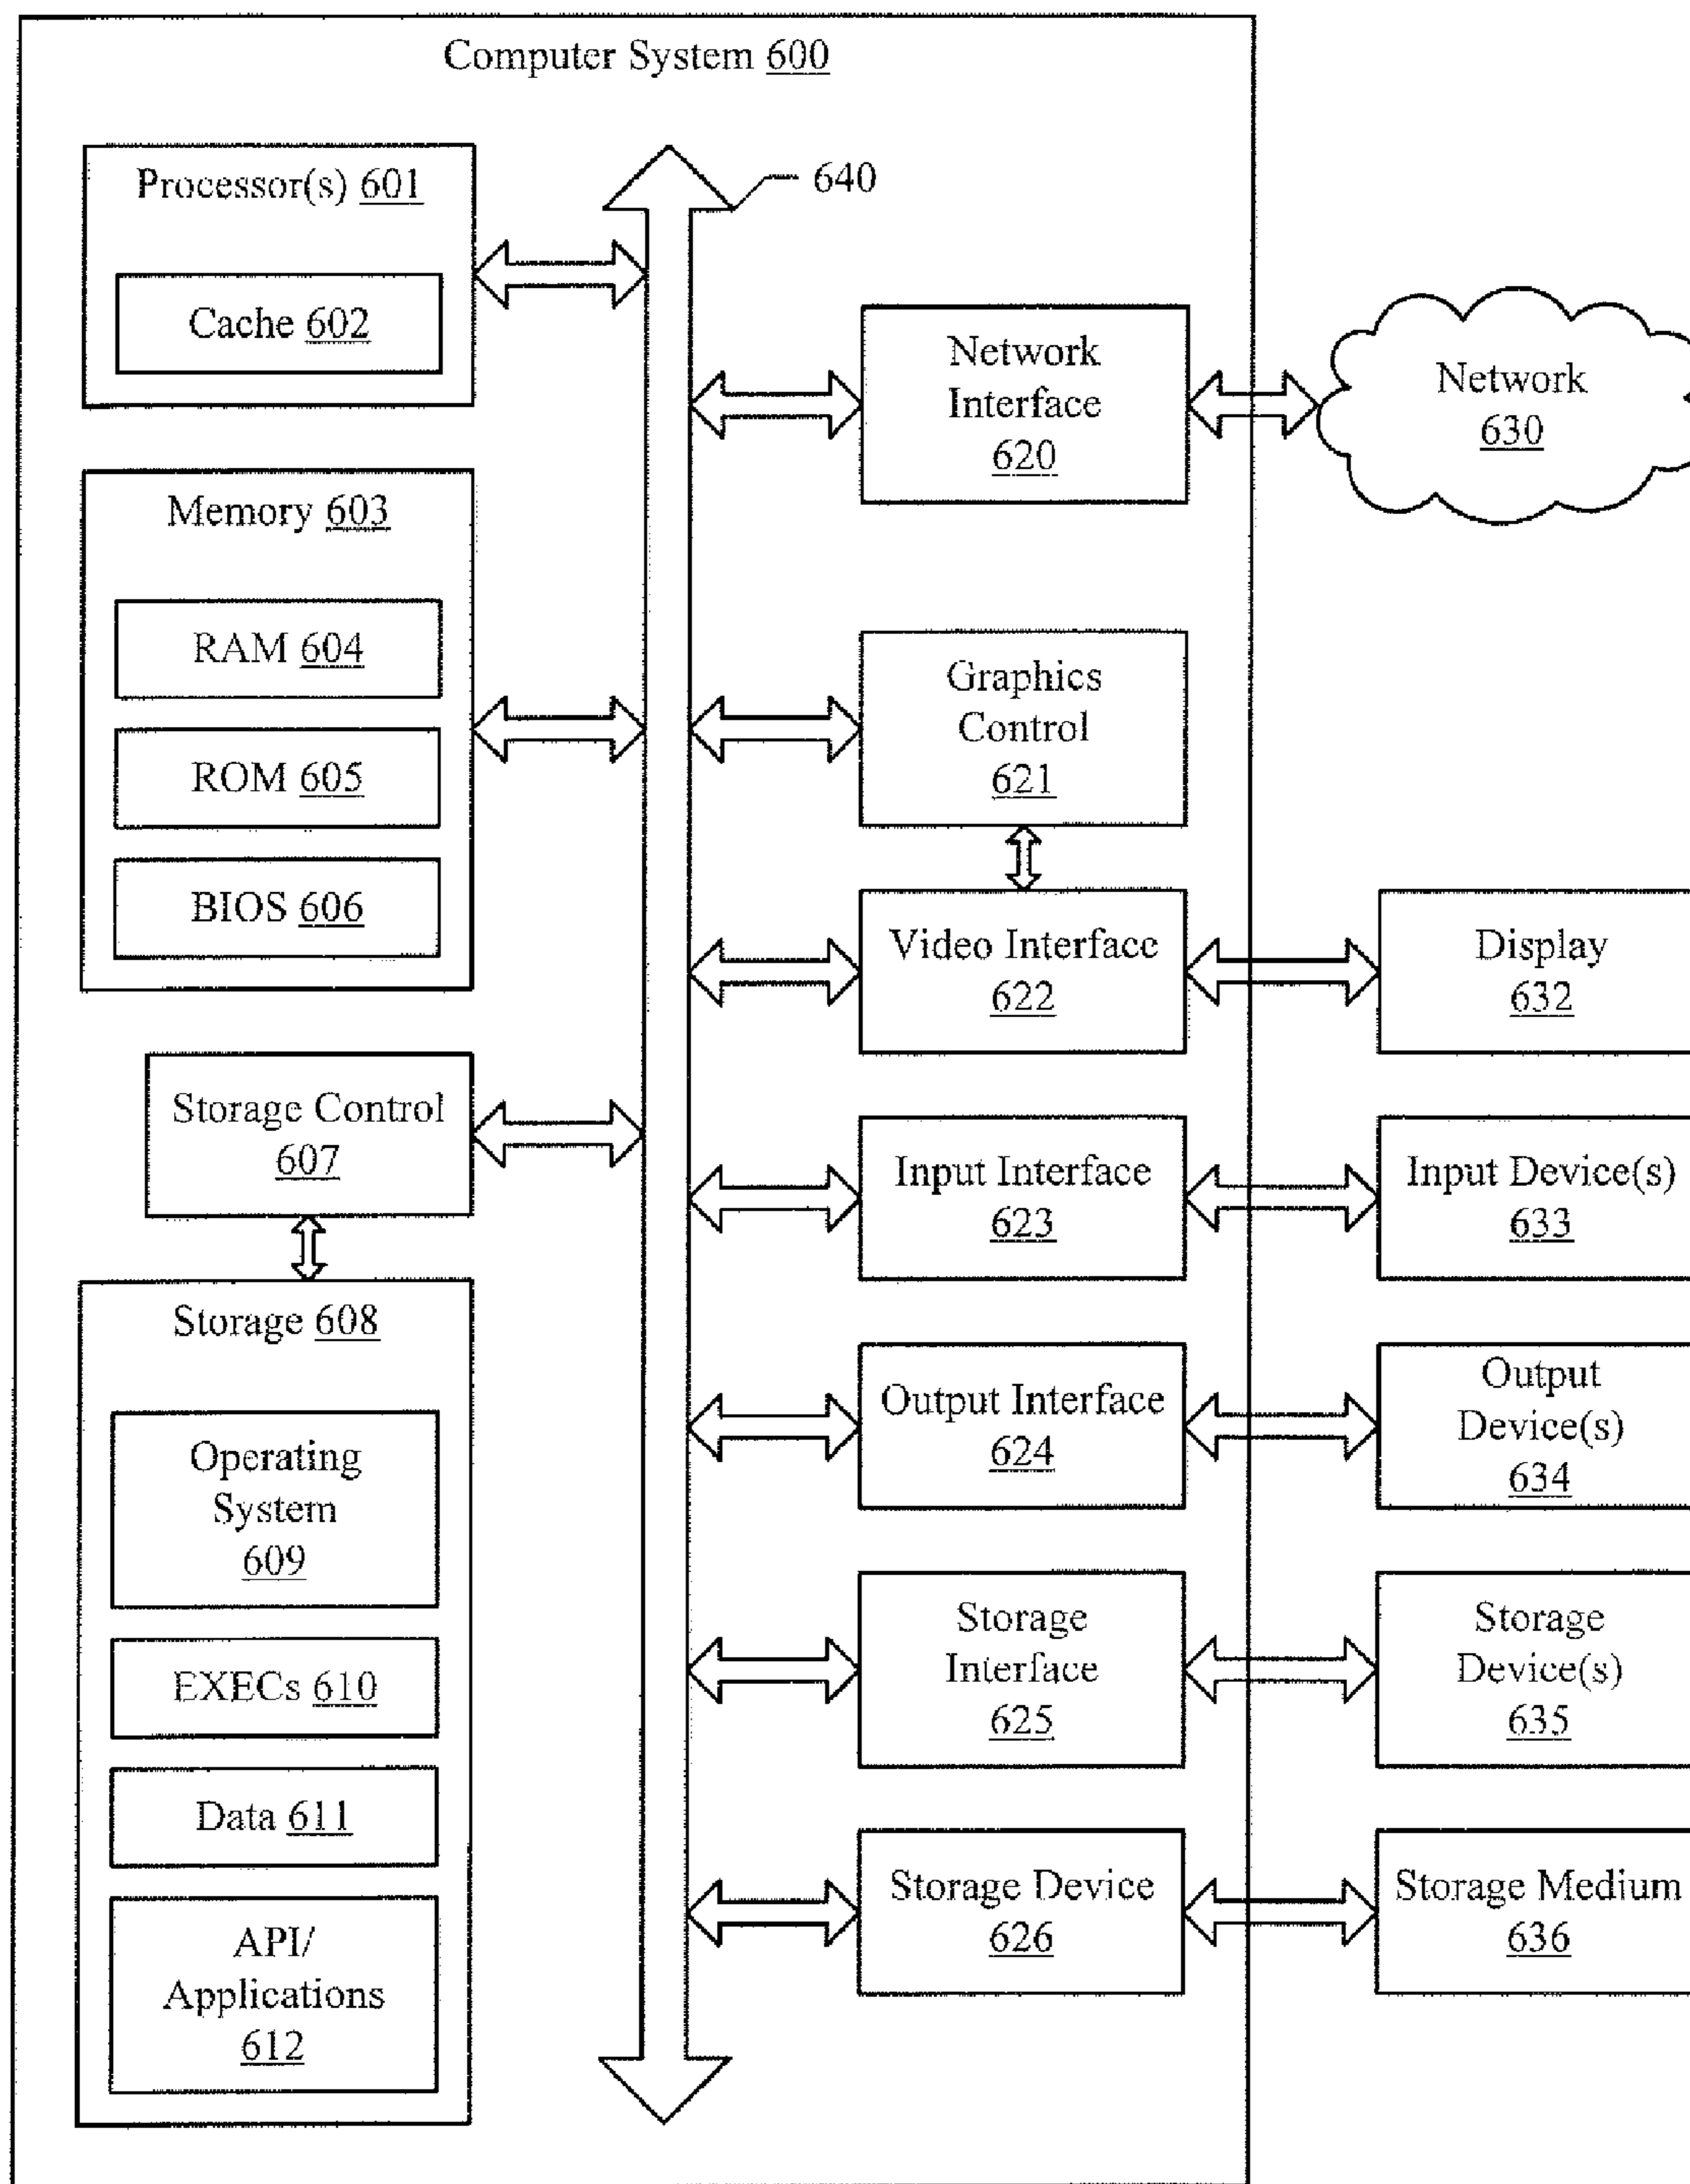 Computer System 600
Processor(s) 601
Cache 602
Memory 603
RAM 604
ROM 605
BIOS 606
Storage Control
607
Storage 608
Operating
System
609
EXECs 610
Data 611
API/
Applications
612
640
Network
Interface
620
Graphics
Control
621
Video Interface
622
Input Interface
623
Output Interface
624
Storage
Interface
625
Storage Device
626
Network
630
Display
632
Input Device(s)
633
Output
Device(s)
634
Storage
Device(s)
635
Storage Medium
636